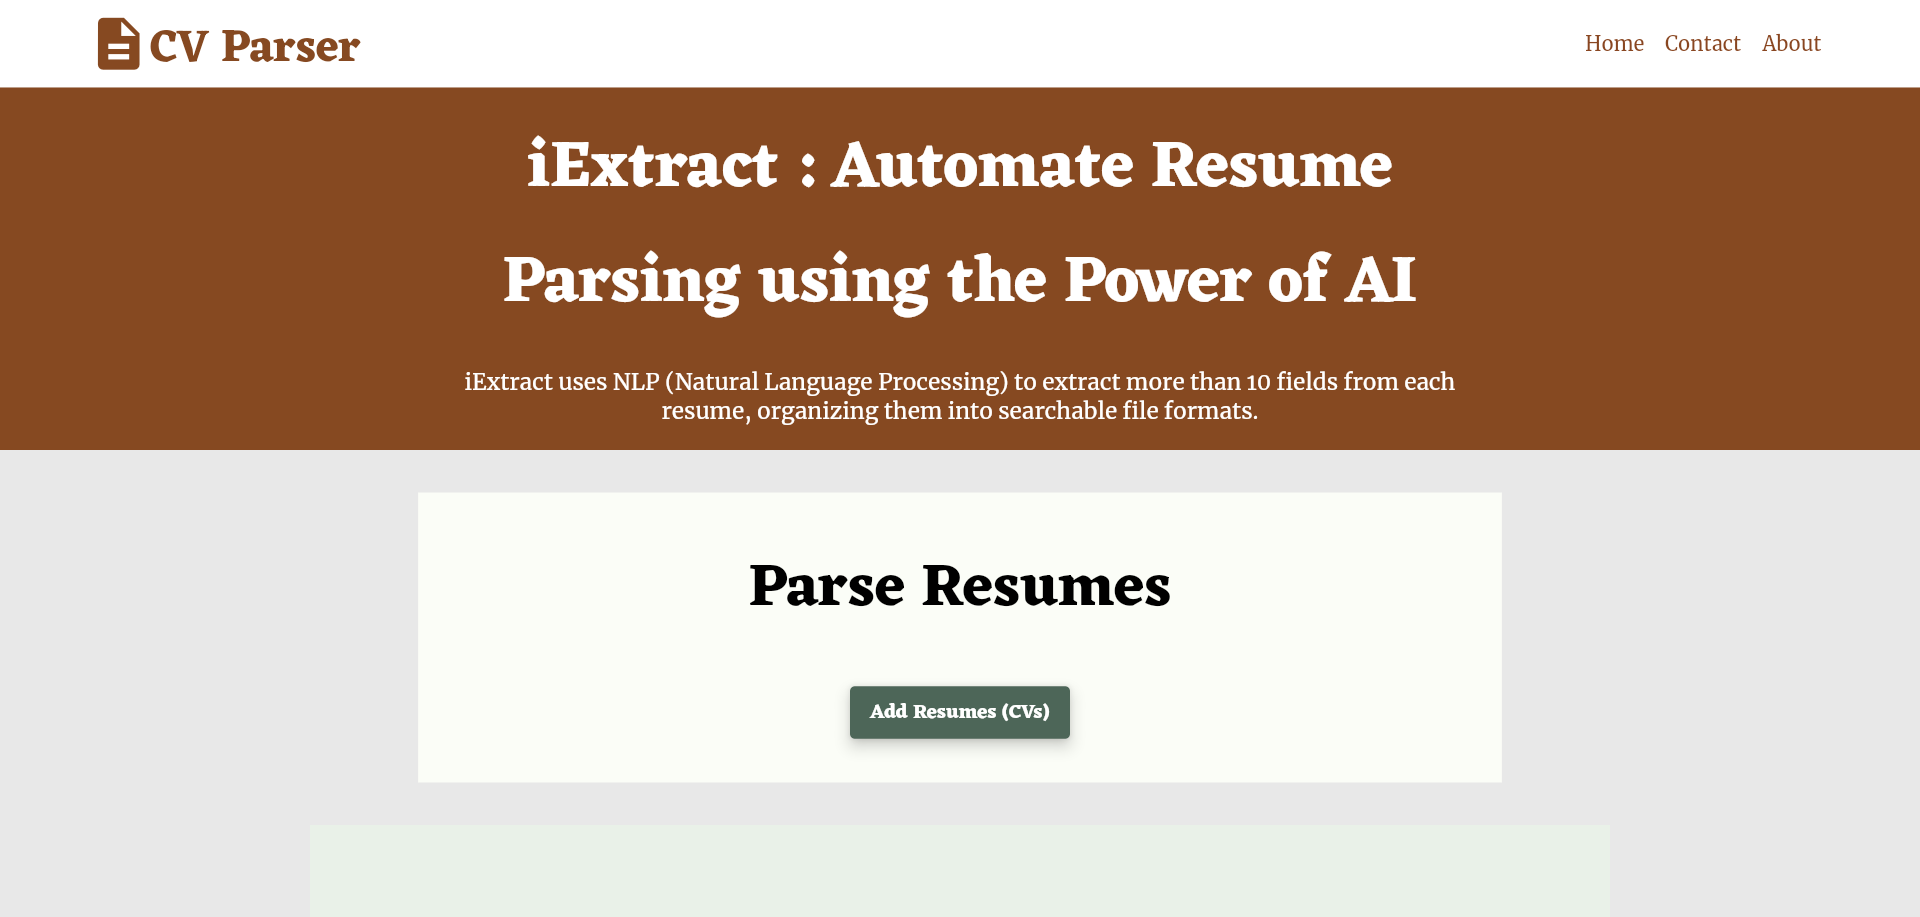 CV Parser
Home Contact About
iExtract : Automate Resume
Parsing using the Power of AI
iExtract uses NLP (Natural Language Processing) to extract more than 10 fields from each
resume, organizing them into searchable file formats.
Parse Resumes
Add Resumes (CVs)